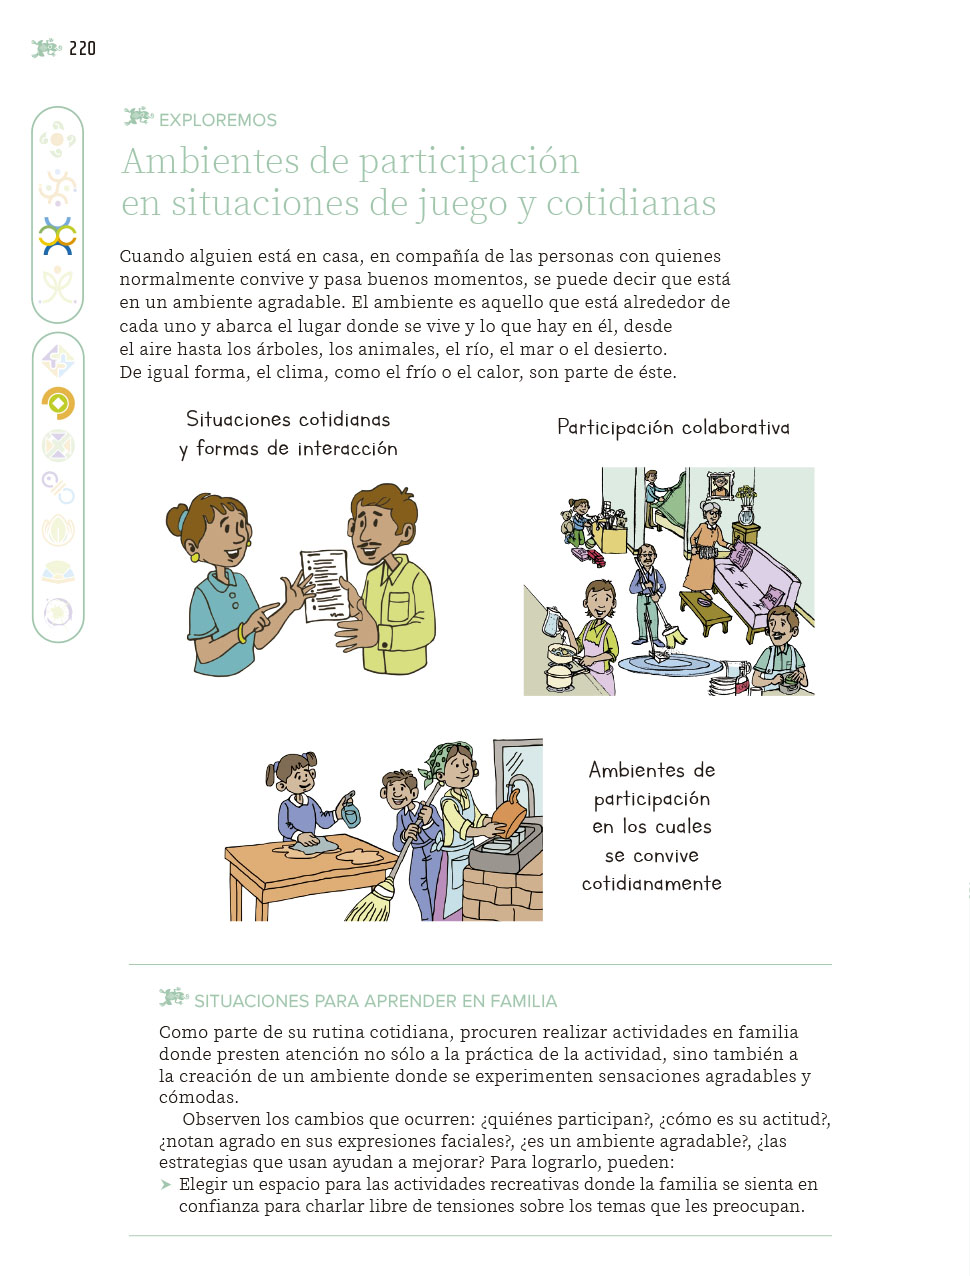 220
EXPLOREMOS
Ambientes de participación
en situaciones de juego y cotidianas
Cuando alguien está en casa, en compañía de las personas con quienes
normalmente convive y pasa buenos momentos, se puede decir que está
en un ambiente agradable. El ambiente es aquello que está alrededor de
cada uno y abarca el lugar donde se vive y lo que hay en él, desde
el aire hasta los árboles, los animales, el río, el mar o el desierto.
De igual forma, el clima, como el frío o el calor, son parte de éste.
Situaciones cotidianas
y formas de interacción
Participación colaborativa
Ambientes de
participación
en los cuales
se convive
cotidianamente
SITUACIONES PARA APRENDER EN FAMILIA
Como parte de su rutina cotidiana, procuren realizar actividades en familia
donde presten atención no sólo a la práctica de la actividad, sino también a
la creación de un ambiente donde se experimenten sensaciones agradables y
cómodas.
Observen los cambios que ocurren: ¿quiénes participan?, ¿cómo es su actitud?,
¿notan agrado en sus expresiones faciales?, ¿es un ambiente agradable?, ¿las
estrategias que usan ayudan a mejorar? Para lograrlo, pueden:
➤ Elegir un espacio para las actividades recreativas donde la familia se sienta en
confianza para charlar libre de tensiones sobre los temas que les preocupan.